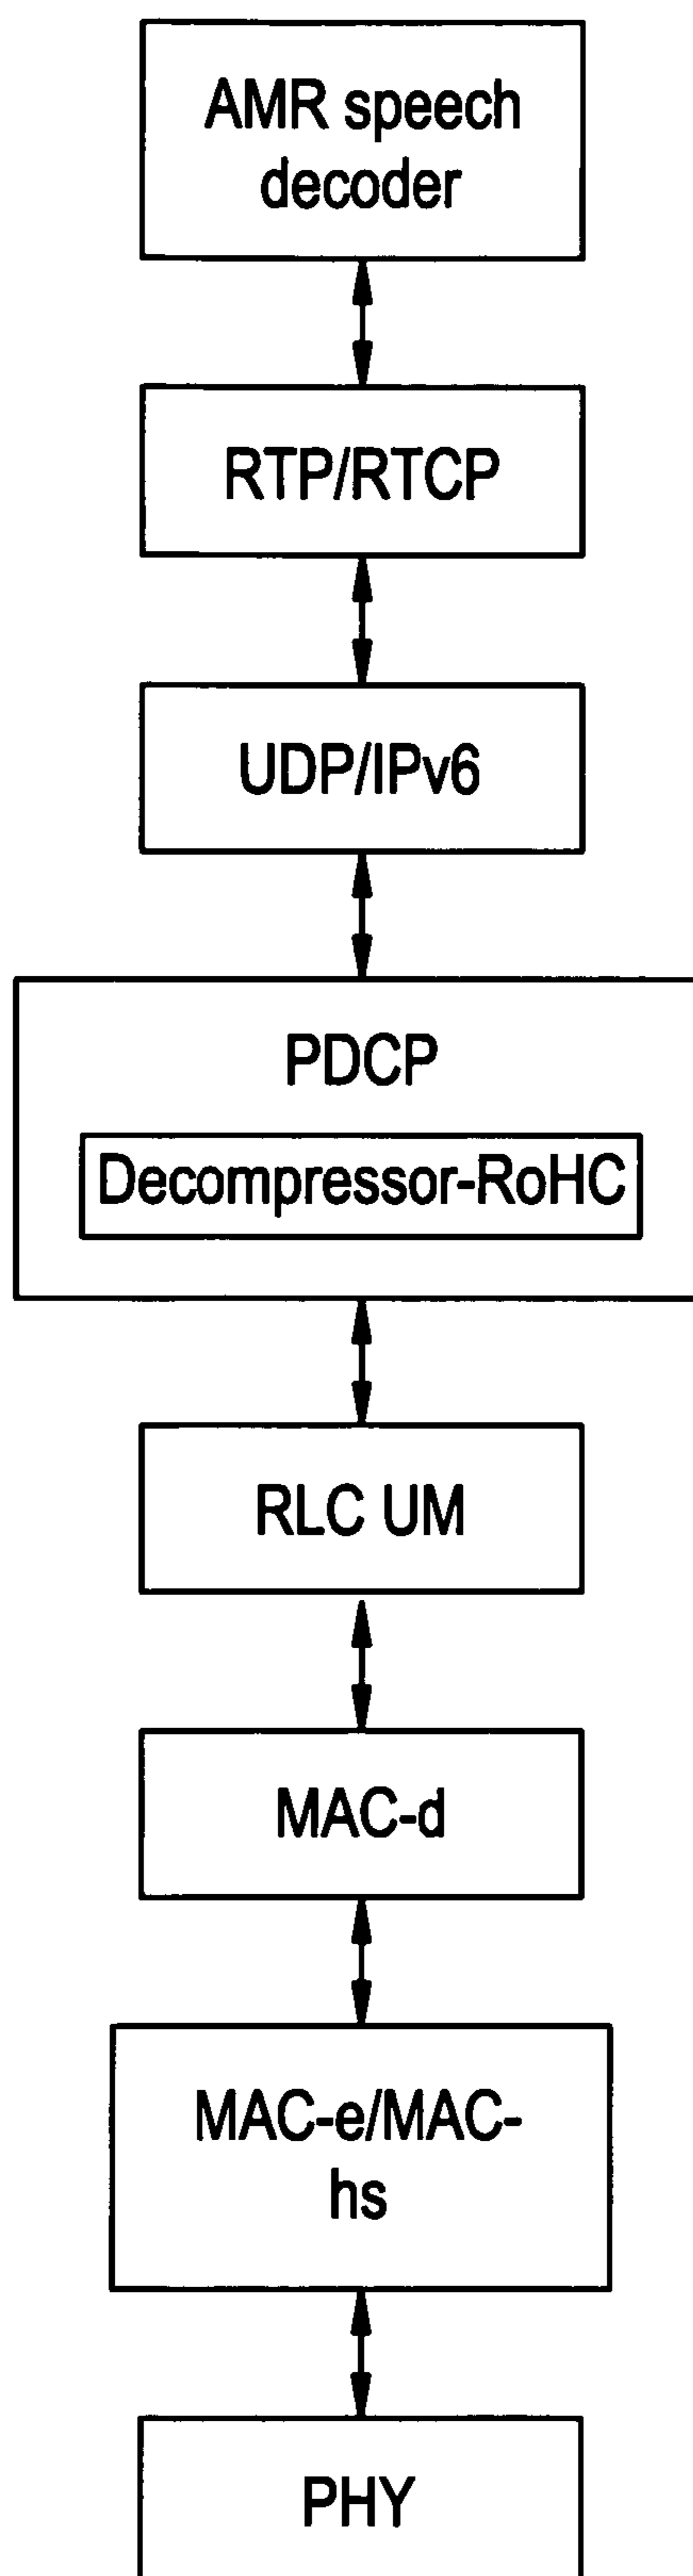 AMR speech
decoder
RTP/RTCP
UDP/IPv6
PDCP
Decompressor-RoHC
RLC UM
MAC-d
MAC-e/MAC-
hs
PHY